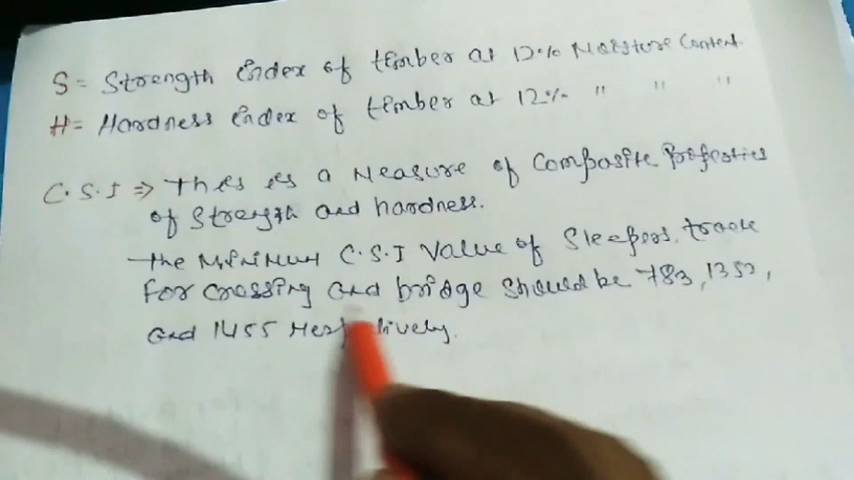 S = Strength index of timber at 12% Moisture Content.
H = Hardness index of timber at 12% " " "
C.S.I => This is a Measure of Composite Properties
of Strength and hardness.
The Minimum C.S.I Value of Sleepers, track
for crossing and bridge should be 783, 1352,
and 1455 Respectively.